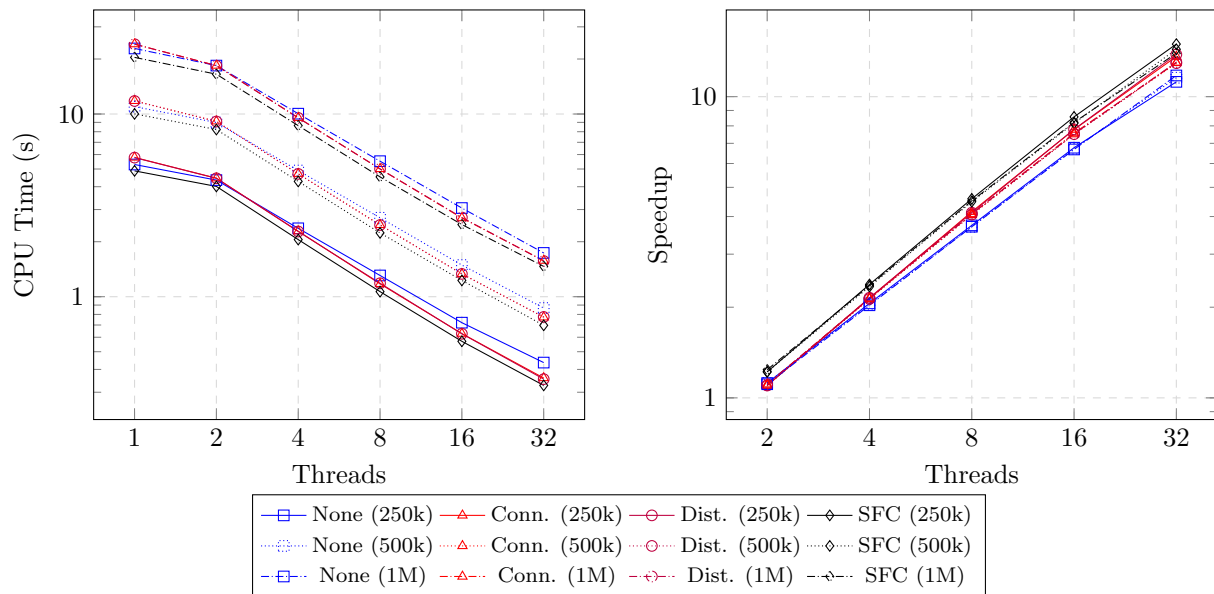 CPU Time (s)
10
1
1 2 4 8 16 32
Threads
Speedup
10
1
2 4 8 16 32
Threads
None (250k) Conn. (250k) Dist. (250k) SFC (250k)
None (500k) Conn. (500k) Dist. (500k) SFC (500k)
None (1M) Conn. (1M) Dist. (1M) SFC (1M)